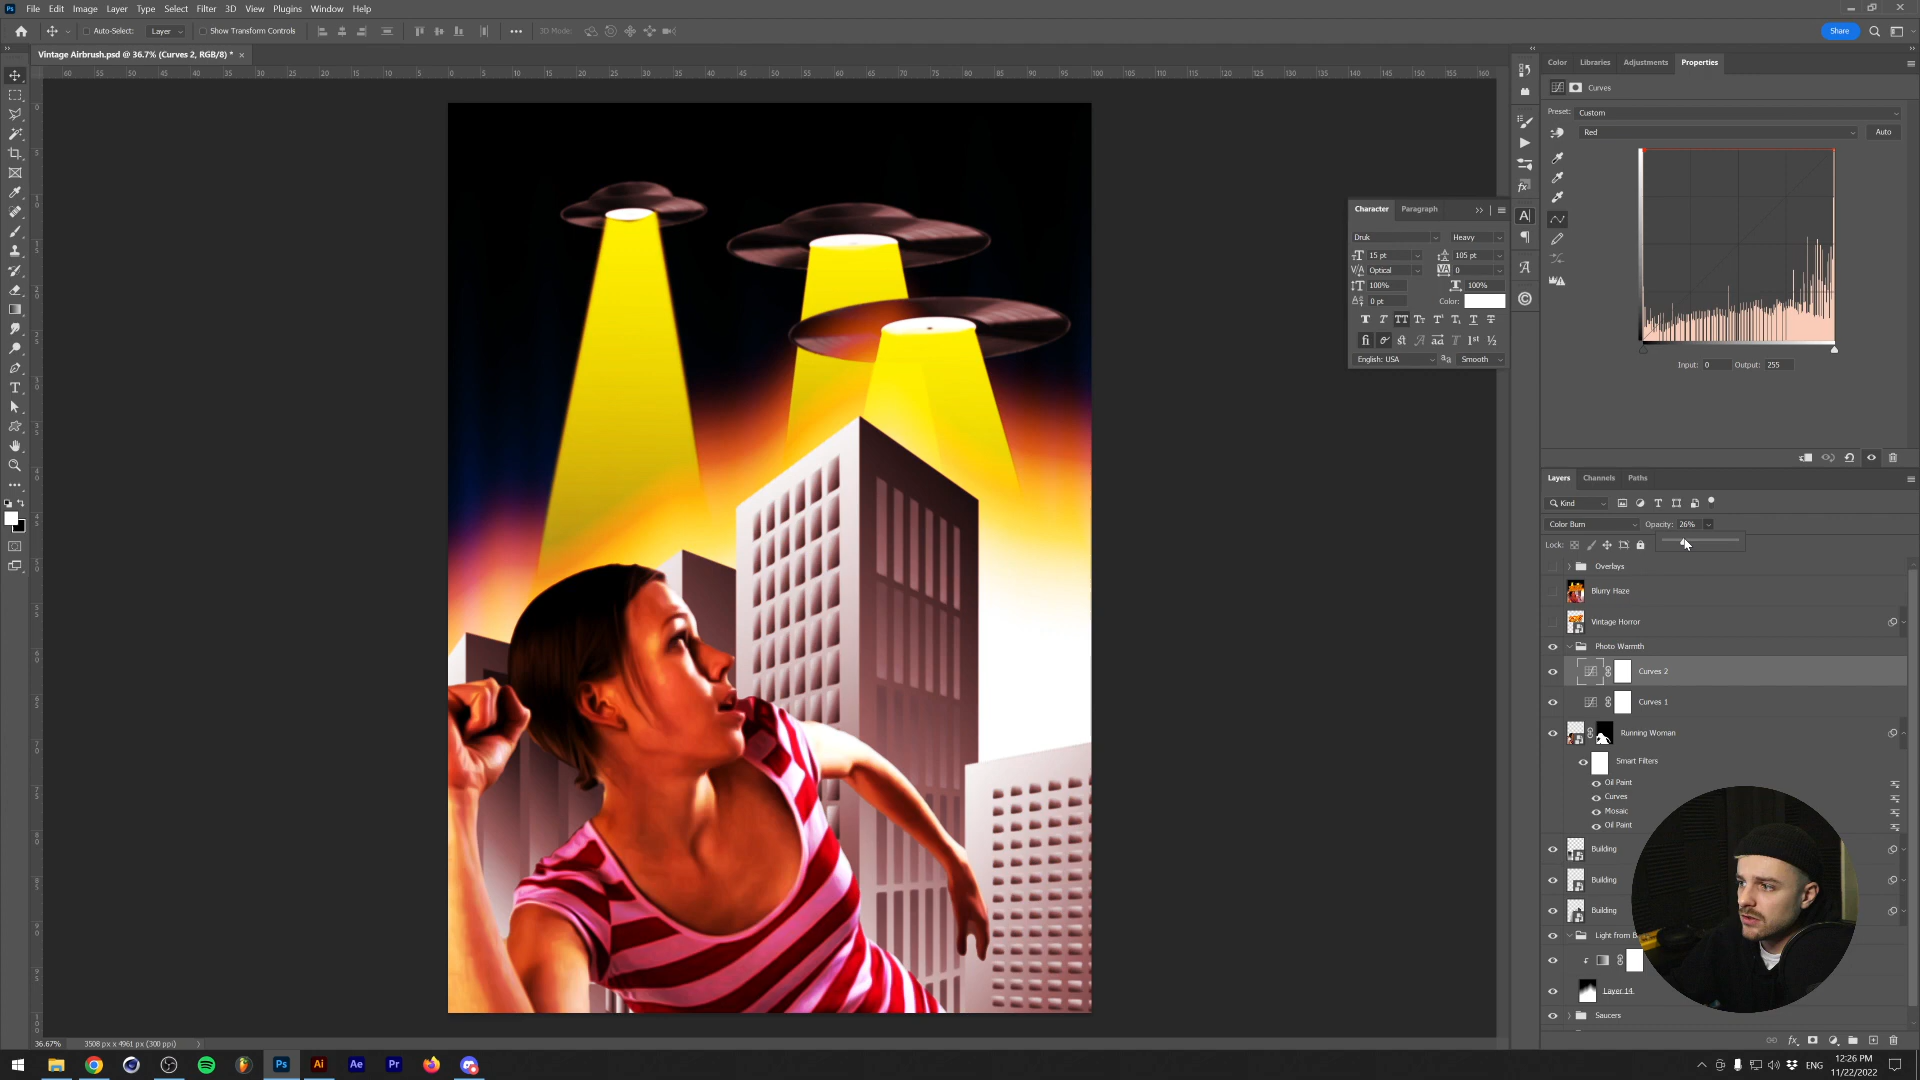 File Edit Image Layer Type Select Filter 3D View Plugins Window Help
Auto-Select: Layer Show Transform Controls 3D Mode: Share
Vintage Airbrush.psd @ 36.7% (Curves 2, RGB/8) *
Color Libraries Adjustments Properties
Curves
Preset: Custom
Red Auto
Input: 0 Output: 255
Character Paragraph
Druk Heavy
15 pt 105 pt
Optical 0
100% 100%
0 pt Color:
English: USA Smooth
Layers Channels Paths
Kind
Color Burn Opacity: 26%
Lock:
Overlays
Blurry Haze
Vintage Horror
Photo Warmth
Curves 2
Curves 1
Running Woman
Smart Filters
Oil Paint
Curves
Mosaic
Oil Paint
Building
Building
Building
Light from B
Layer 14
Saucers
36.67% 3508 px x 4961 px (300 ppi)
ENG
12:26 PM
11/22/2022